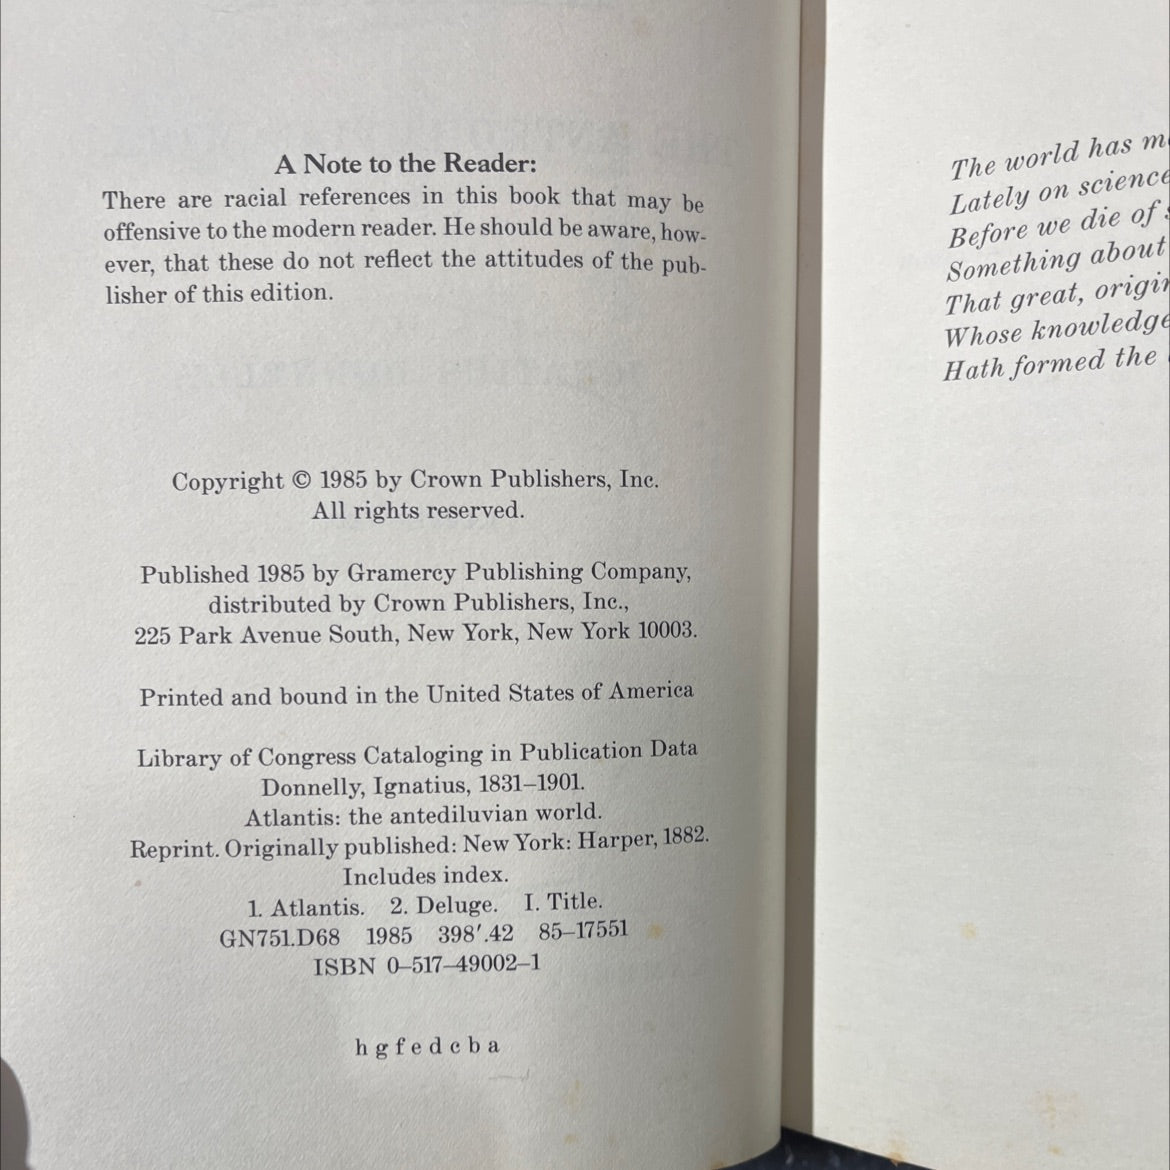 A Note to the Reader:
There are racial references in this book that may be
offensive to the modern reader. He should be aware, how-
ever, that these do not reflect the attitudes of the pub-
lisher of this edition.
Copyright © 1985 by Crown Publishers, Inc.
All rights reserved.
Published 1985 by Gramercy Publishing Company,
distributed by Crown Publishers, Inc.,
225 Park Avenue South, New York, New York 10003.
Printed and bound in the United States of America
Library of Congress Cataloging in Publication Data
Donnelly, Ignatius, 1831–1901.
Atlantis: the antediluvian world.
Reprint. Originally published: New York: Harper, 1882.
Includes index.
1. Atlantis. 2. Deluge. I. Title.
GN751.D68 1985 398′.42 85–17551
ISBN 0–517–49002–1
h g f e d c b a
The world has
Lately on science
Before we die of
Something about
That great,
Whose knowledge
Hath formed the